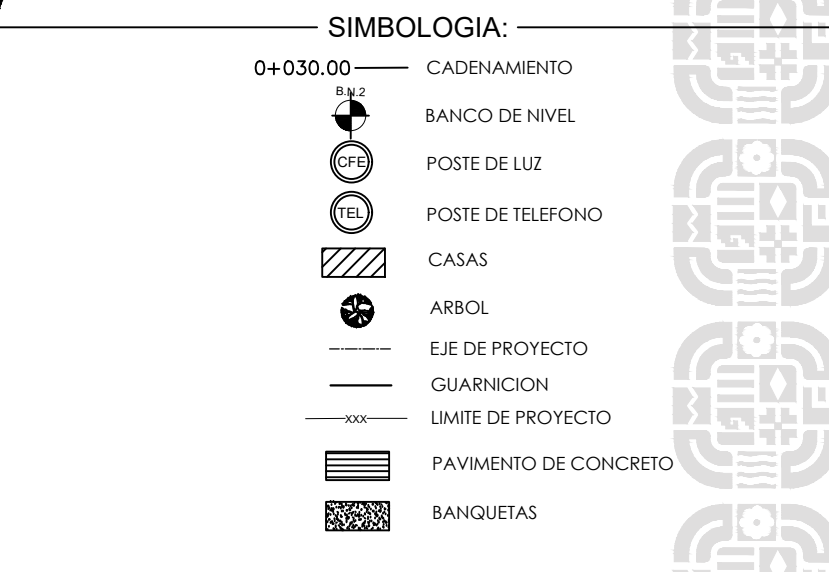 SIMBOLOGIA:
0+030.00 CADENAMIENTO
B.N.2
BANCO DE NIVEL
CFE POSTE DE LUZ
TEL POSTE DE TELEFONO
CASAS
ARBOL
EJE DE PROYECTO
GUARNICION
xxx LIMITE DE PROYECTO
PAVIMENTO DE CONCRETO
BANQUETAS